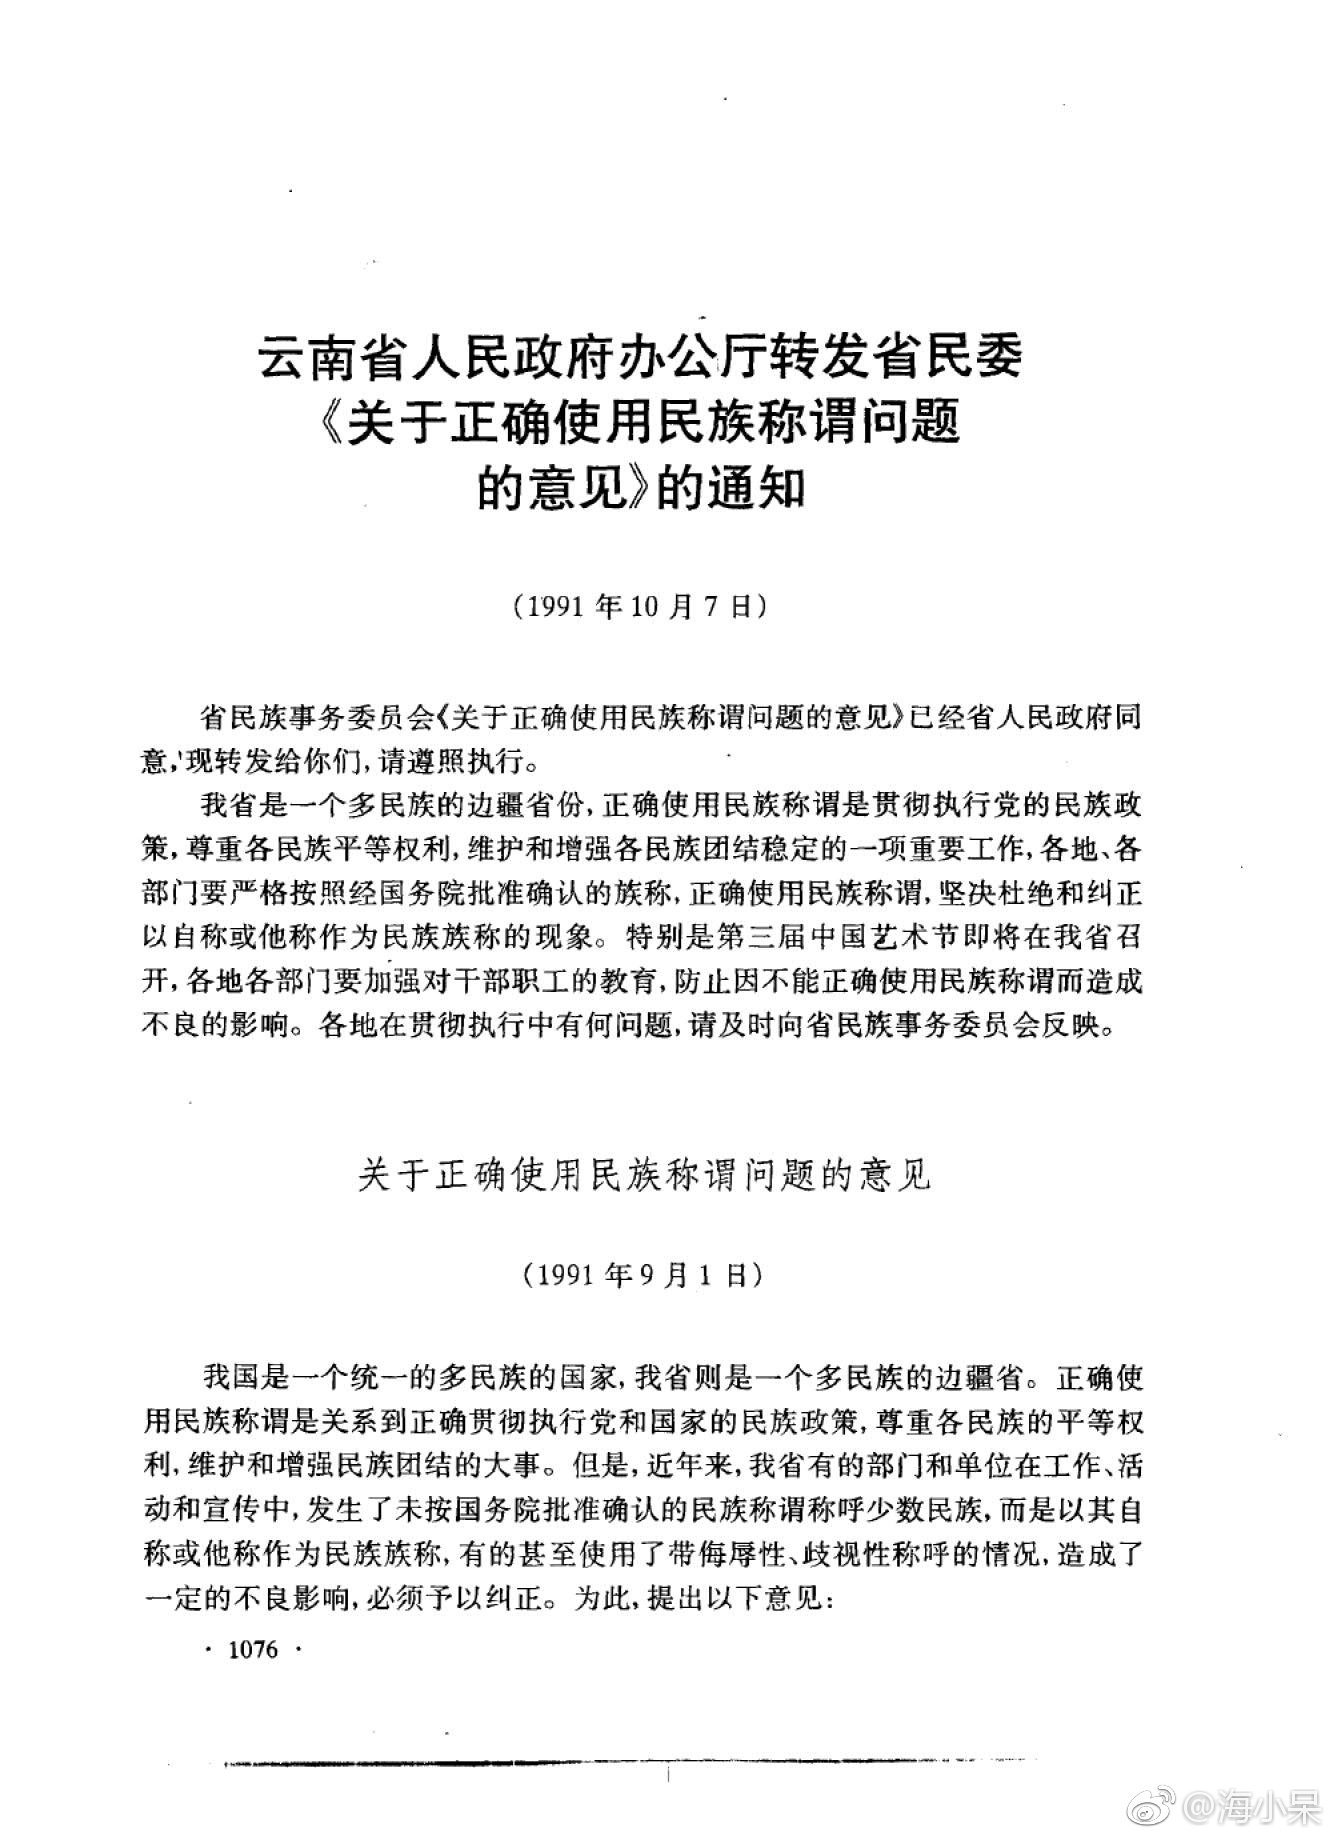 云南省人民政府办公厅转发省民委
《关于正确使用民族称谓问题
的意见》的通知
(1991年10月7日)
省民族事务委员会《关于正确使用民族称谓问题的意见》已经省人民政府同
意,现转发给你们,请遵照执行。
我省是一个多民族的边疆省份,正确使用民族称谓是贯彻执行党的民族政
策,尊重各民族平等权利,维护和增强各民族团结稳定的一项重要工作,各地、各
部门要严格按照经国务院批准确认的族称,正确使用民族称谓,坚决杜绝和纠正
以自称或他称作为民族族称的现象。特别是第三届中国艺术节即将在我省召
开,各地各部门要加强对干部职工的教育,防止因不能正确使用民族称谓而造成
不良的影响。各地在贯彻执行中有何问题,请及时向省民族事务委员会反映。
关于正确使用民族称谓问题的意见
(1991年9月1日)
我国是一个统一的多民族的国家,我省则是一个多民族的边疆省。正确使
用民族称谓是关系到正确贯彻执行党和国家的民族政策,尊重各民族的平等权
利,维护和增强民族团结的大事。但是,近年来,我省有的部门和单位在工作、活
动和宣传中,发生了未按国务院批准确认的民族称谓称呼少数民族,而是以其自
称或他称作为民族族称,有的甚至使用了带侮辱性、歧视性称呼的情况,造成了
一定的不良影响,必须予以纠正。为此,提出以下意见:
· 1076 ·
@海小呆